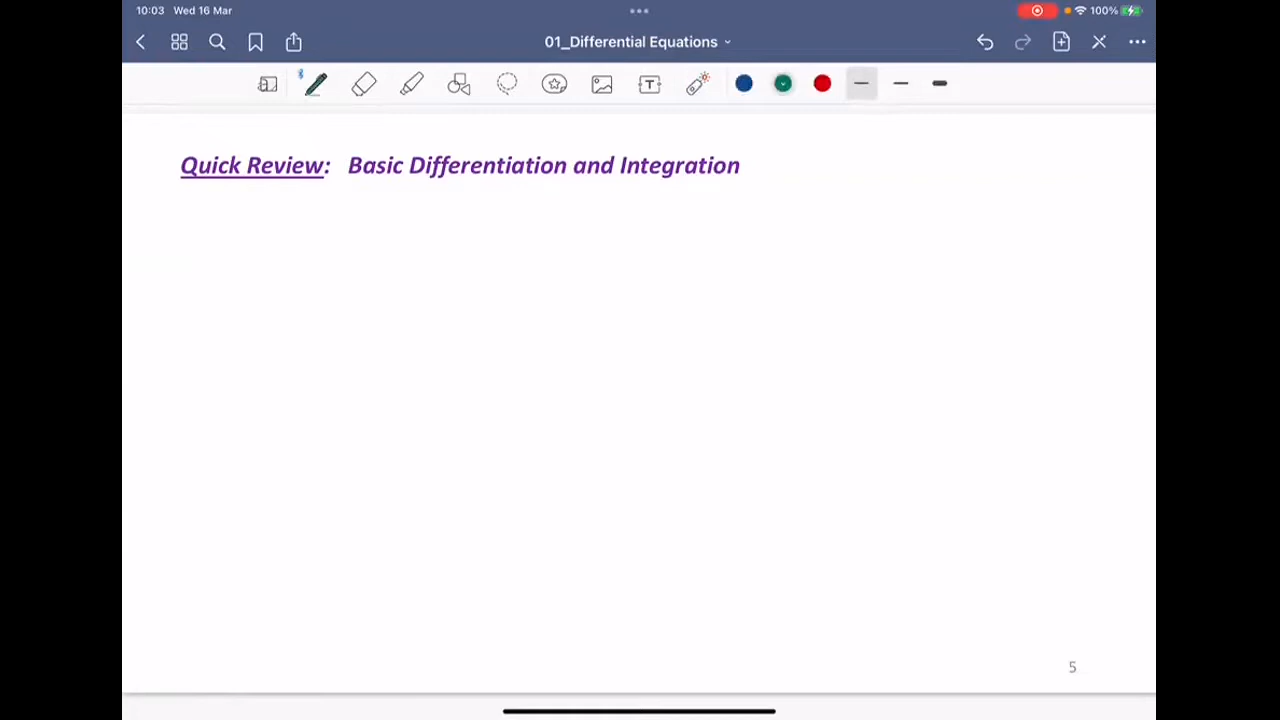 10:03 Wed 16 Mar
100%
01_Differential Equations
T
Quick Review: Basic Differentiation and Integration
5